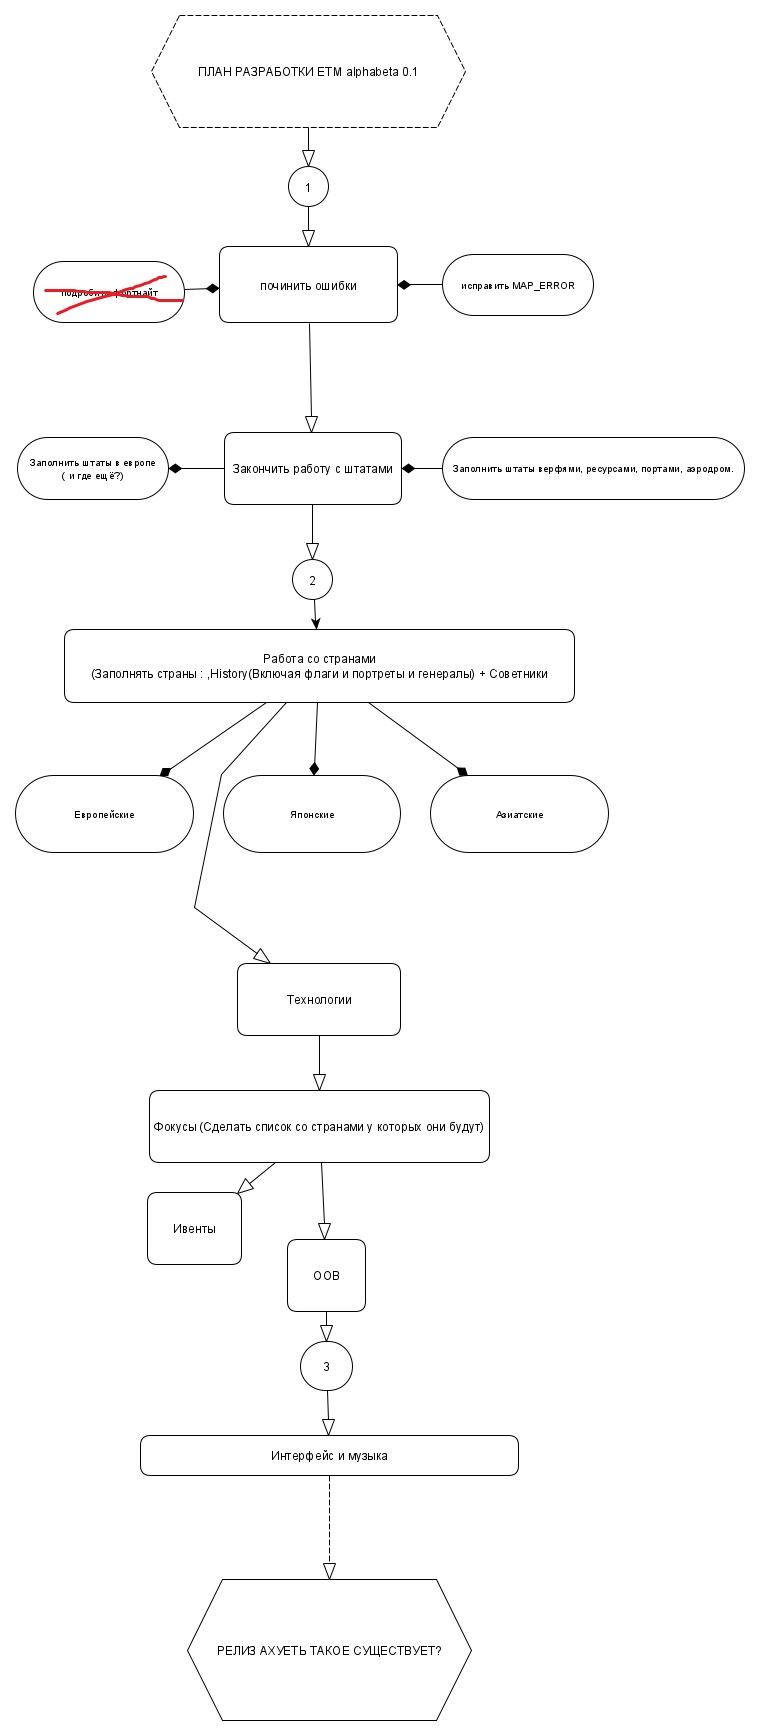 ПЛАН РАЗРАБОТКИ ETM alphabeta 0.1
1
починить ошибки
исправить MAP_ERROR
Заполнить штаты в европе
( и где ещё?)
Закончить работу с штатами
Заполнить штаты верфями, ресурсами, портами, аэродром.
2
Работа со странами
(Заполнять страны : ,History(Включая флаги и портреты и генералы) + Советники
Европейские
Японские
Азиатские
Технологии
Фокусы (Сделать список со странами у которых они будут)
Ивенты
OOB
3
Интерфейс и музыка
РЕЛИЗ АХУЕТЬ ТАКОЕ СУЩЕСТВУЕТ?